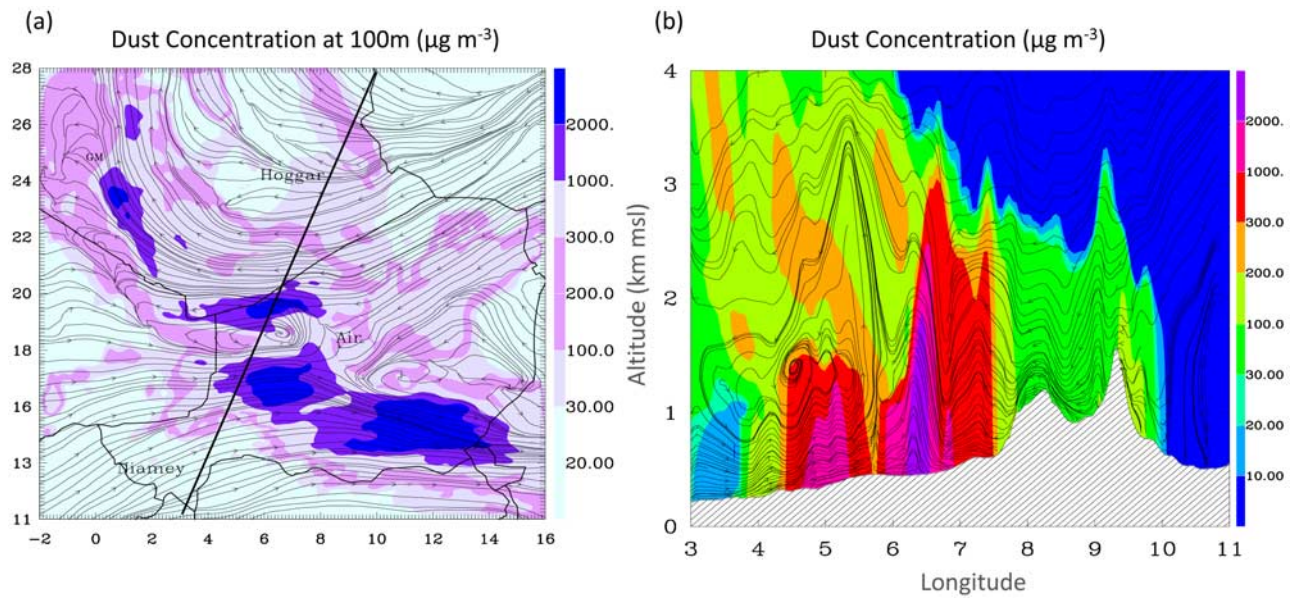 (a)
Dust Concentration at 100m (µg m-3)
28
26
24
22
20
18
16
13
11
-2 0 2 4 6 8 10 12 14 16
GM
Hoggar
Air
Niamey
2000.
1000.
300.0
200.0
100.0
30.00
20.00
(b)
Dust Concentration (µg m-3)
Altitude (km msl)
4
3
2
1
0
3 4 5 6 7 8 9 10 11
Longitude
2000.
1000.
300.0
200.0
100.0
30.00
20.00
10.00